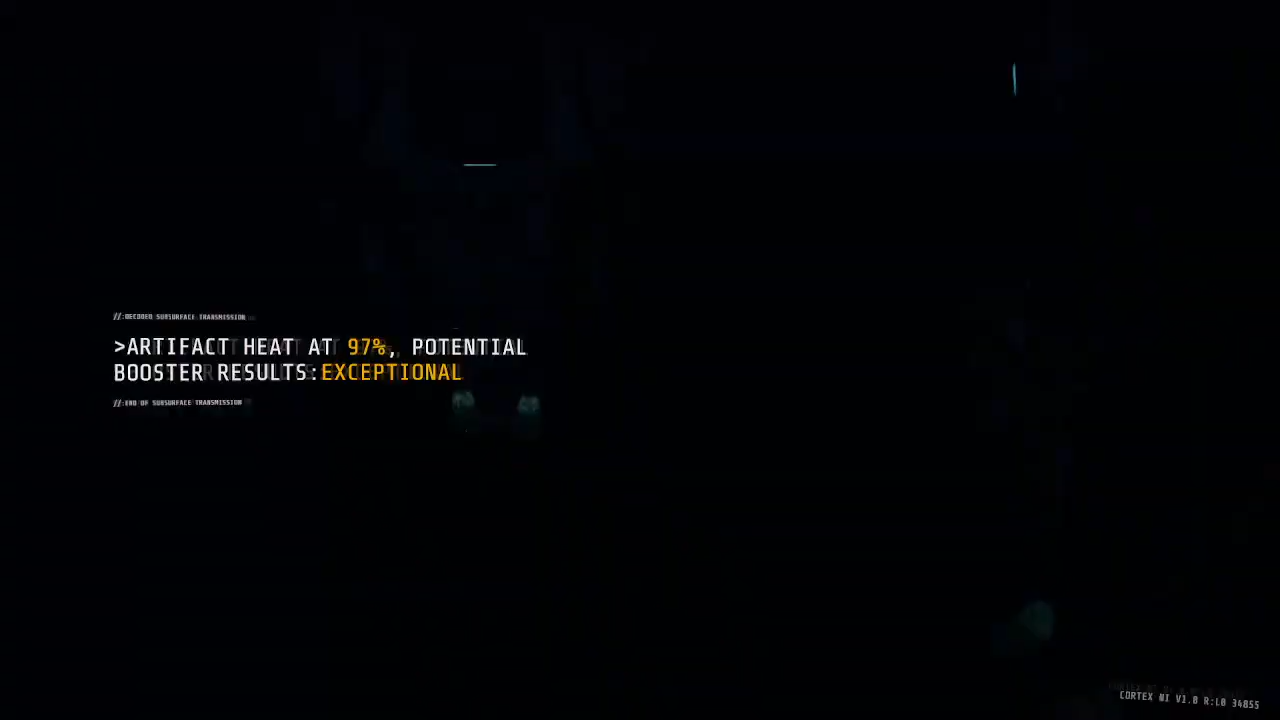 //:DECODED SUBSURFACE TRANSMISSION
>ARTIFACT HEAT AT 97%, POTENTIAL
BOOSTER RESULTS:EXCEPTIONAL
//:END OF SUBSURFACE TRANSMISSION
CORTEX NI V1.0 R:L0 34855